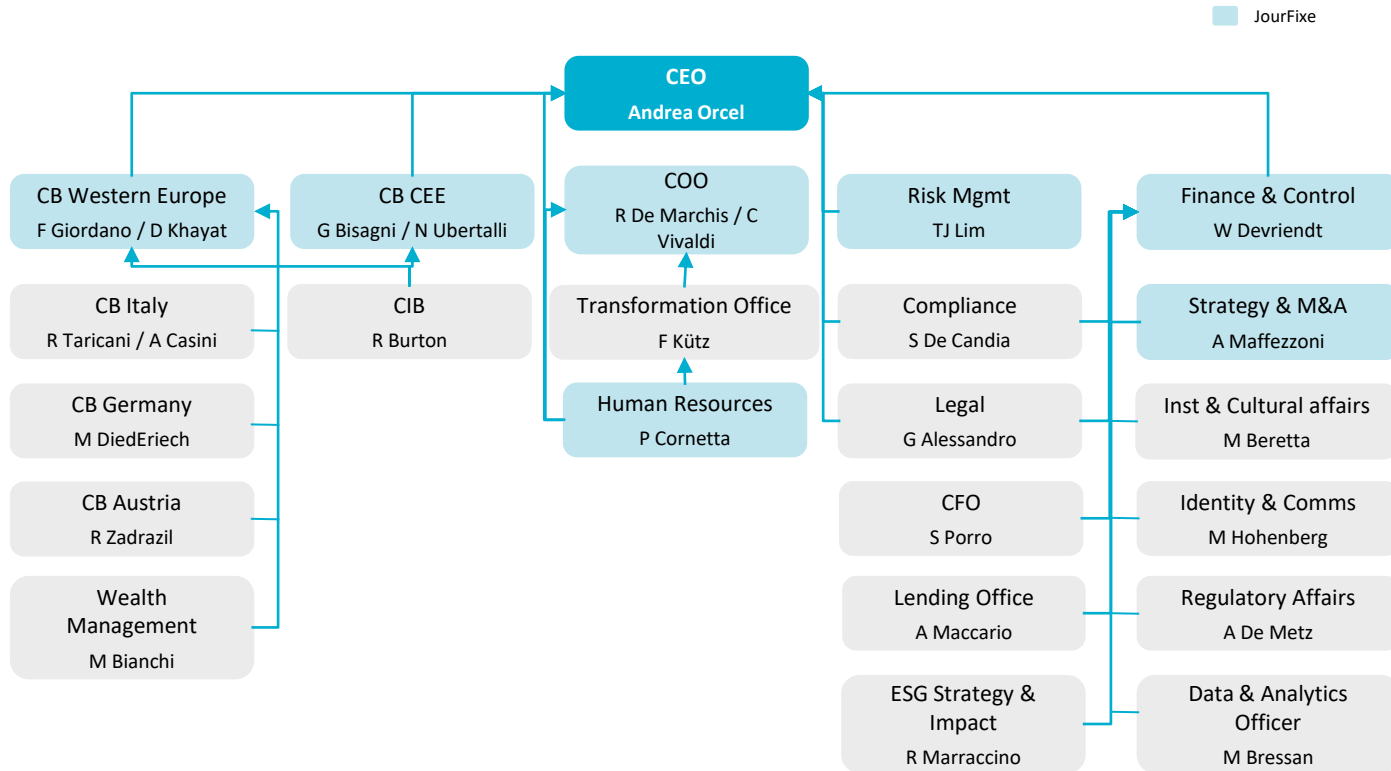 JourFixe
CEO
Andrea Orcel
CB Western Europe
F Giordano / D Khayat
CB CEE
G Bisagni / N Ubertalli
COO
R De Marchis / C
Vivaldi
Risk Mgmt
TJ Lim
Finance & Control
W Devriendt
CB Italy
R Taricani / A Casini
CIB
R Burton
Transformation Office
F Kütz
Compliance
S De Candia
Strategy & M&A
A Maffezzoni
CB Germany
M DiedEriech
Human Resources
P Cornetta
Legal
G Alessandro
Inst & Cultural affairs
M Beretta
CB Austria
R Zadrazil
CFO
S Porro
Identity & Comms
M Hohenberg
Wealth
Management
M Bianchi
Lending Office
A Maccario
Regulatory Affairs
A De Metz
ESG Strategy &
Impact
R Marraccino
Data & Analytics
Officer
M Bressan